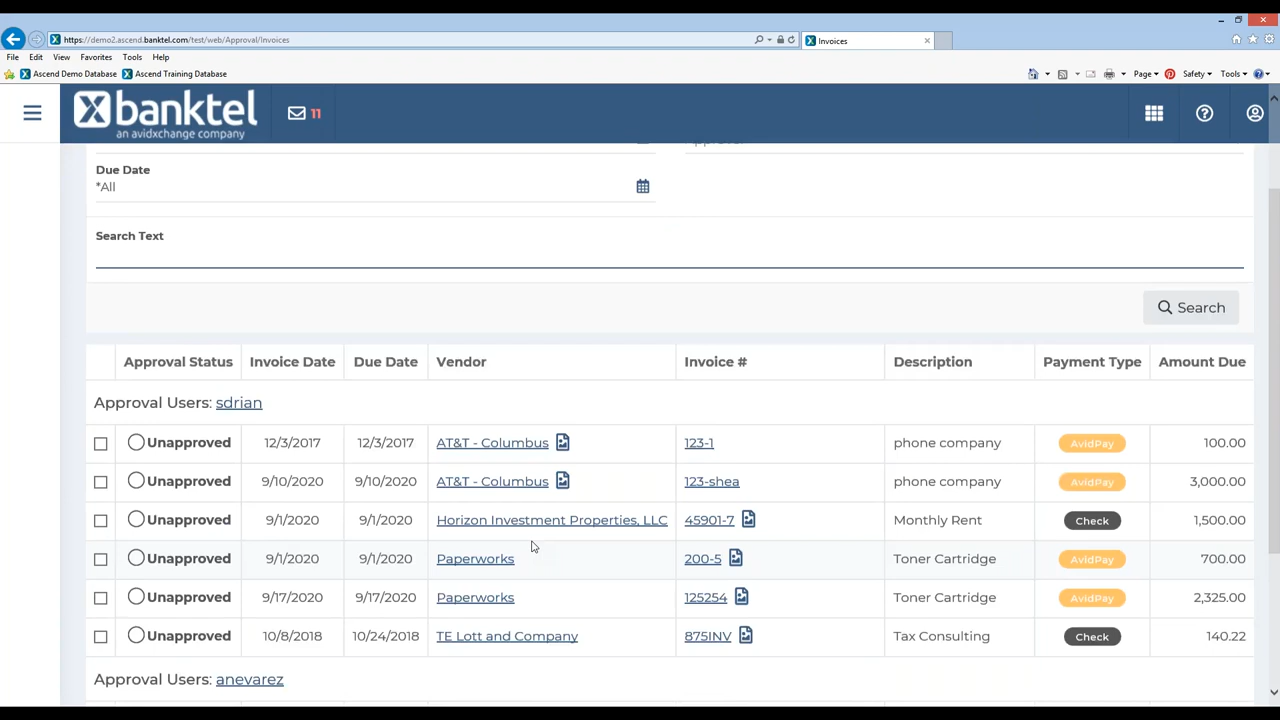 https://demo2.ascend.banktel.com/test/web/Approval/Invoices
Invoices
File Edit View Favorites Tools Help
Ascend Demo Database Ascend Training Database
Page Safety Tools
banktel
an avidxchange company
11
Due Date
*All
Search Text
Search
Approval Status Invoice Date Due Date Vendor Invoice # Description Payment Type Amount Due
Approval Users: sdrian
Unapproved 12/3/2017 12/3/2017 AT&T - Columbus 123-1 phone company AvidPay 100.00
Unapproved 9/10/2020 9/10/2020 AT&T - Columbus 123-shea phone company AvidPay 3,000.00
Unapproved 9/1/2020 9/1/2020 Horizon Investment Properties, LLC 45901-7 Monthly Rent Check 1,500.00
Unapproved 9/1/2020 9/1/2020 Paperworks 200-5 Toner Cartridge AvidPay 700.00
Unapproved 9/17/2020 9/17/2020 Paperworks 125254 Toner Cartridge AvidPay 2,325.00
Unapproved 10/8/2018 10/24/2018 TE Lott and Company 875INV Tax Consulting Check 140.22
Approval Users: anevarez